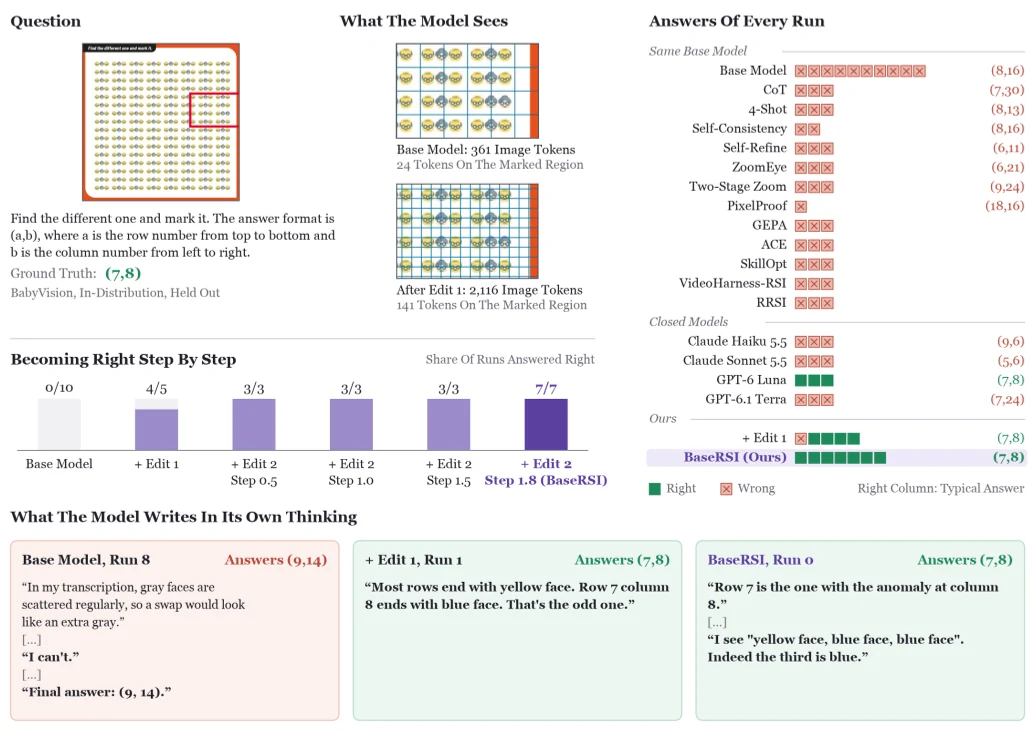 Question
Find the different one and mark it.
Find the different one and mark it. The answer format is
(a,b), where a is the row number from top to bottom and
b is the column number from left to right.
Ground Truth: (7,8)
BabyVision, In-Distribution, Held Out
What The Model Sees
Base Model: 361 Image Tokens
24 Tokens On The Marked Region
After Edit 1: 2,116 Image Tokens
141 Tokens On The Marked Region
Answers Of Every Run
Same Base Model
Base Model (8,16)
CoT (7,30)
4-Shot (8,13)
Self-Consistency (8,16)
Self-Refine (6,11)
ZoomEye (6,21)
Two-Stage Zoom (9,24)
PixelProof (18,16)
GEPA
ACE
SkillOpt
VideoHarness-RSI
RRSI
Closed Models
Claude Haiku 5.5 (9,6)
Claude Sonnet 5.5 (5,6)
GPT-6 Luna (7,8)
GPT-6.1 Terra (7,24)
Ours
+ Edit 1 (7,8)
BaseRSI (Ours) (7,8)
Right Wrong Right Column: Typical Answer
Becoming Right Step By Step Share Of Runs Answered Right
0/10 4/5 3/3 3/3 3/3 7/7
Base Model + Edit 1 + Edit 2 + Edit 2 + Edit 2 + Edit 2
Step 0.5 Step 1.0 Step 1.5 Step 1.8 (BaseRSI)
What The Model Writes In Its Own Thinking
Base Model, Run 8 Answers (9,14)
“In my transcription, gray faces are
scattered regularly, so a swap would look
like an extra gray.”
[...]
“I can't.”
[...]
“Final answer: (9, 14).”
+ Edit 1, Run 1 Answers (7,8)
“Most rows end with yellow face. Row 7 column
8 ends with blue face. That's the odd one.”
BaseRSI, Run 0 Answers (7,8)
“Row 7 is the one with the anomaly at column
8.”
[...]
“I see "yellow face, blue face, blue face".
Indeed the third is blue.”